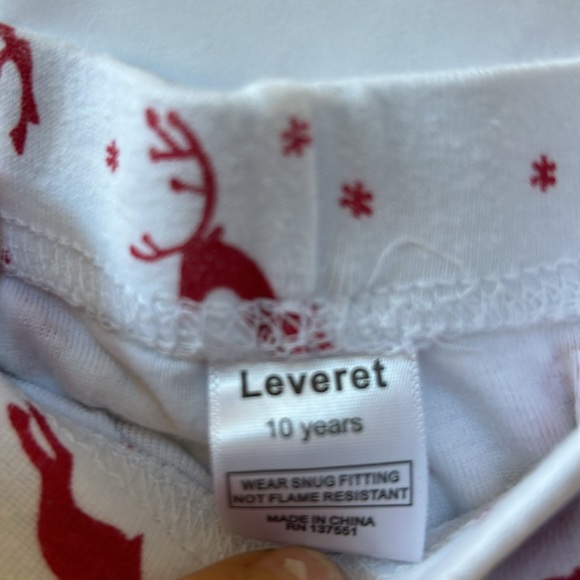 Leveret
10 years
WEAR SNUG FITTING
NOT FLAME RESISTANT
MADE IN CHINA
RN 137551